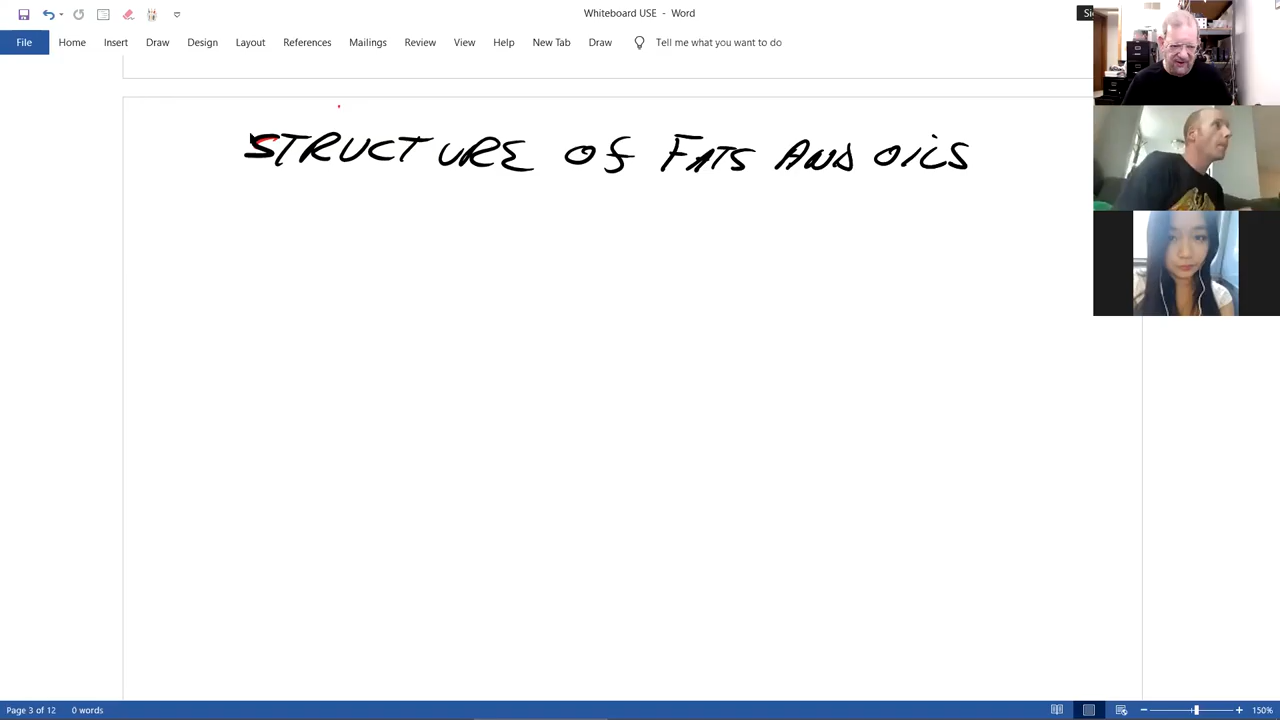 Whiteboard USE - Word
File Home Insert Draw Design Layout References Mailings Review View Help New Tab Draw Tell me what you want to do
STRUCTURE OF FATS AND OILS
Page 3 of 12 0 words 150%